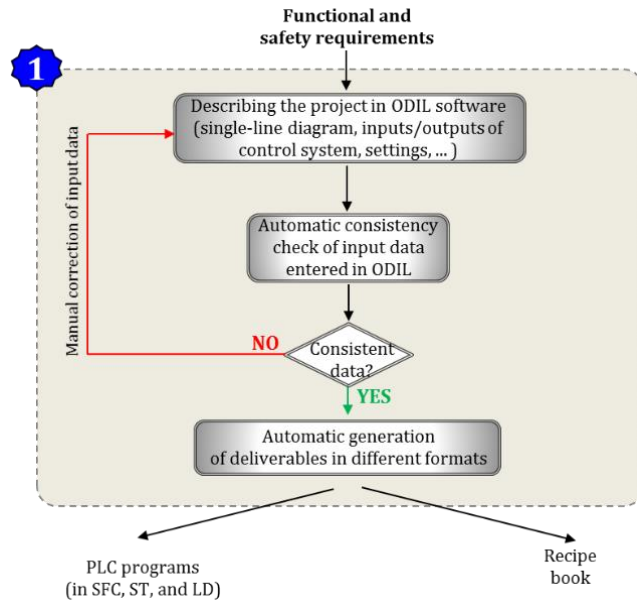 Functional and
safety requirements
1
Describing the project in ODIL software
(single-line diagram, inputs/outputs of
control system, settings, ... )
Manual correction of input data
Automatic consistency
check of input data
entered in ODIL
NO
Consistent
data?
YES
Automatic generation
of deliverables in different formats
PLC programs
(in SFC, ST, and LD)
Recipe
book